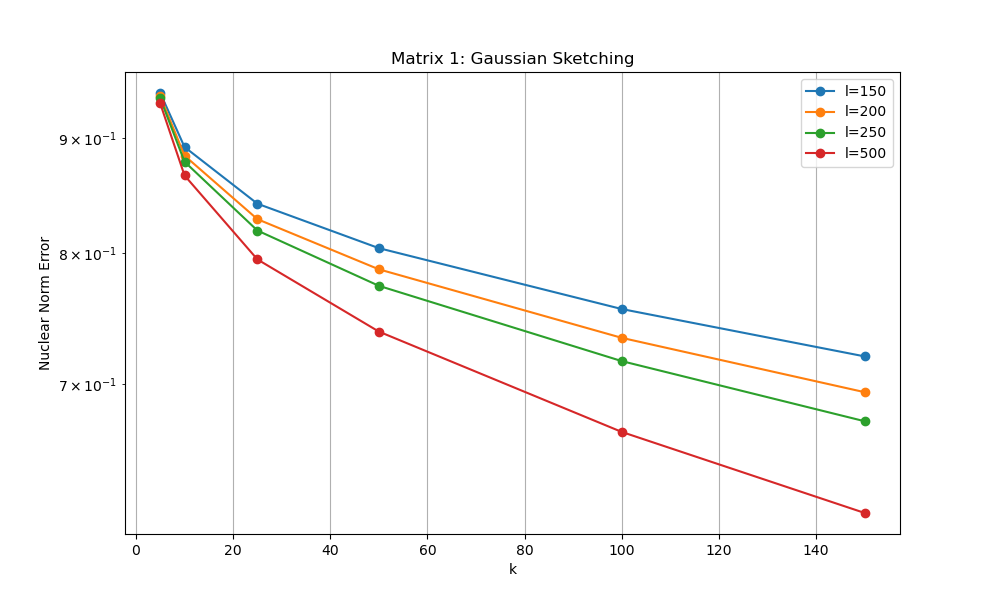 Matrix 1: Gaussian Sketching
l=150
l=200
l=250
l=500
Nuclear Norm Error
9 × 10⁻¹
8 × 10⁻¹
7 × 10⁻¹
0 20 40 60 80 100 120 140
k